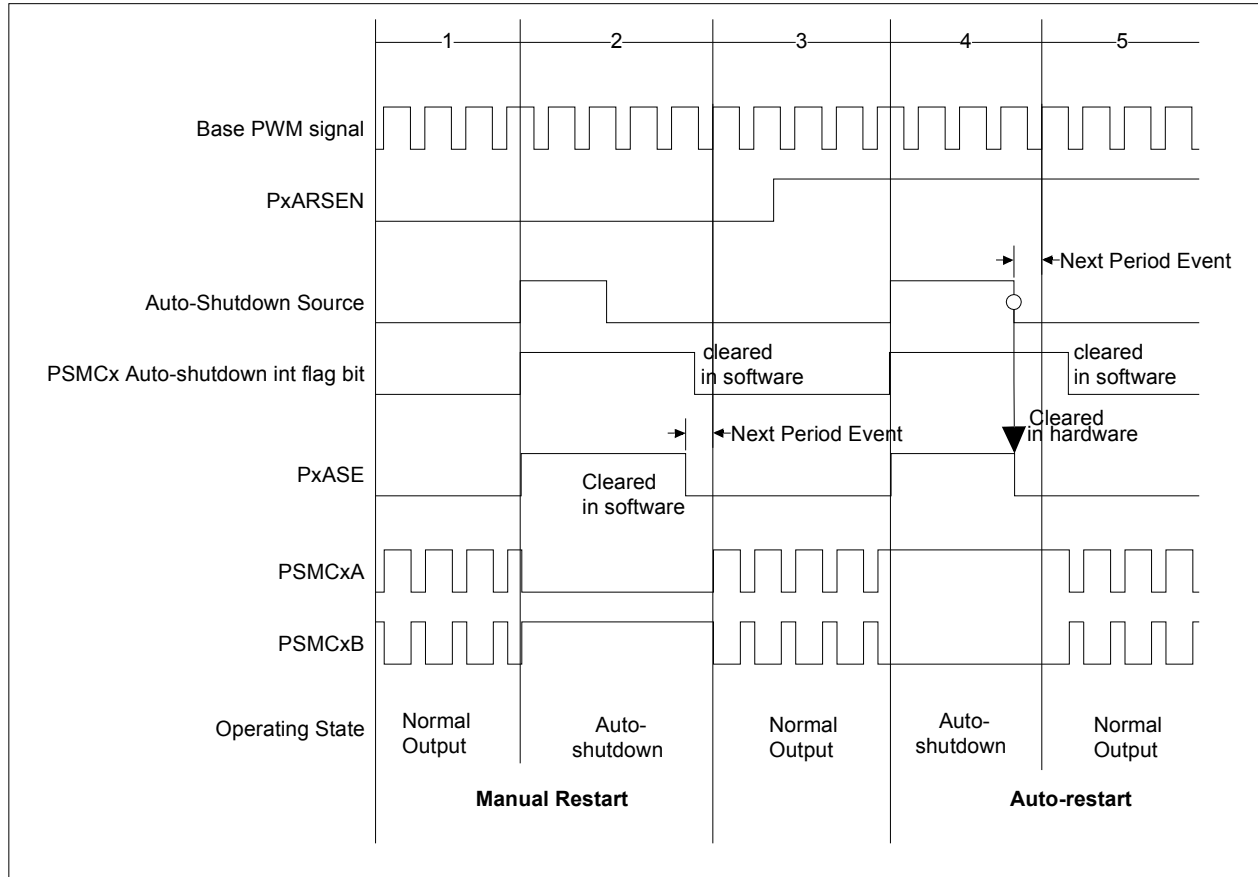 1 2 3 4 5
Base PWM signal
PxARSEN
Next Period Event
Auto-Shutdown Source
PSMCx Auto-shutdown int flag bit
cleared
in software
cleared
in software
Next Period Event
Cleared
in hardware
PxASE
Cleared
in software
PSMCxA
PSMCxB
Operating State
Normal
Output
Auto-
shutdown
Normal
Output
Auto-
shutdown
Normal
Output
Manual Restart
Auto-restart